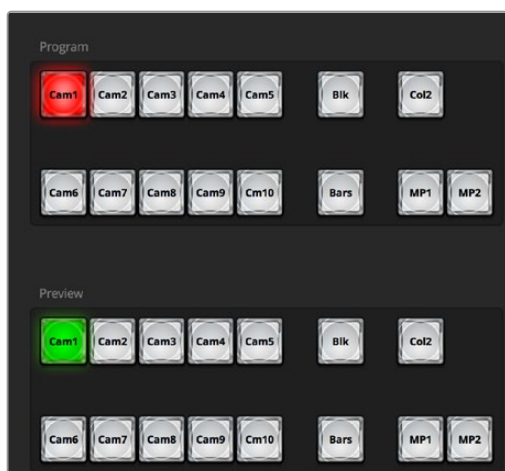 Program
Cam1 Cam2 Cam3 Cam4 Cam5 Blk Col2
Cam6 Cam7 Cam8 Cam9 Cm10 Bars MP1 MP2
Preview
Cam1 Cam2 Cam3 Cam4 Cam5 Blk Col2
Cam6 Cam7 Cam8 Cam9 Cm10 Bars MP1 MP2